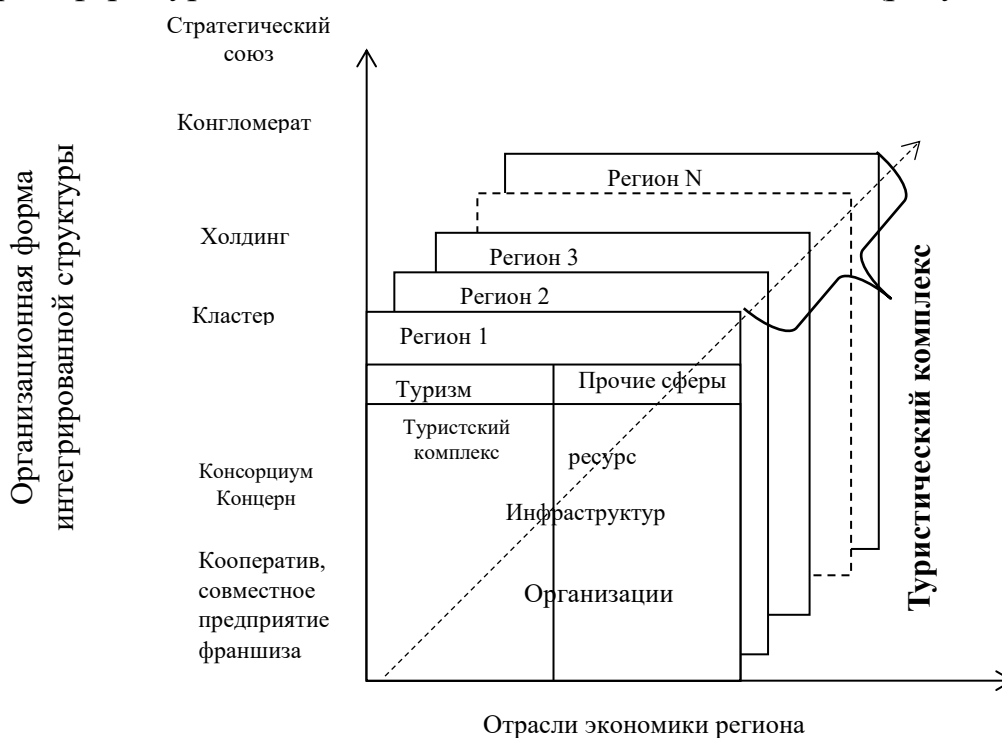 Стратегический
союз
Конгломерат
Холдинг
Кластер
Консорциум
Концерн
Кооператив,
совместное
предприятие
франшиза
Организационная форма
интегрированной структуры
Регион N
Регион 3
Регион 2
Регион 1
Туризм
Прочие сферы
Туристский
комплекс
ресурс
Инфраструктур
Организации
Туристический комплекс
Отрасли экономики региона